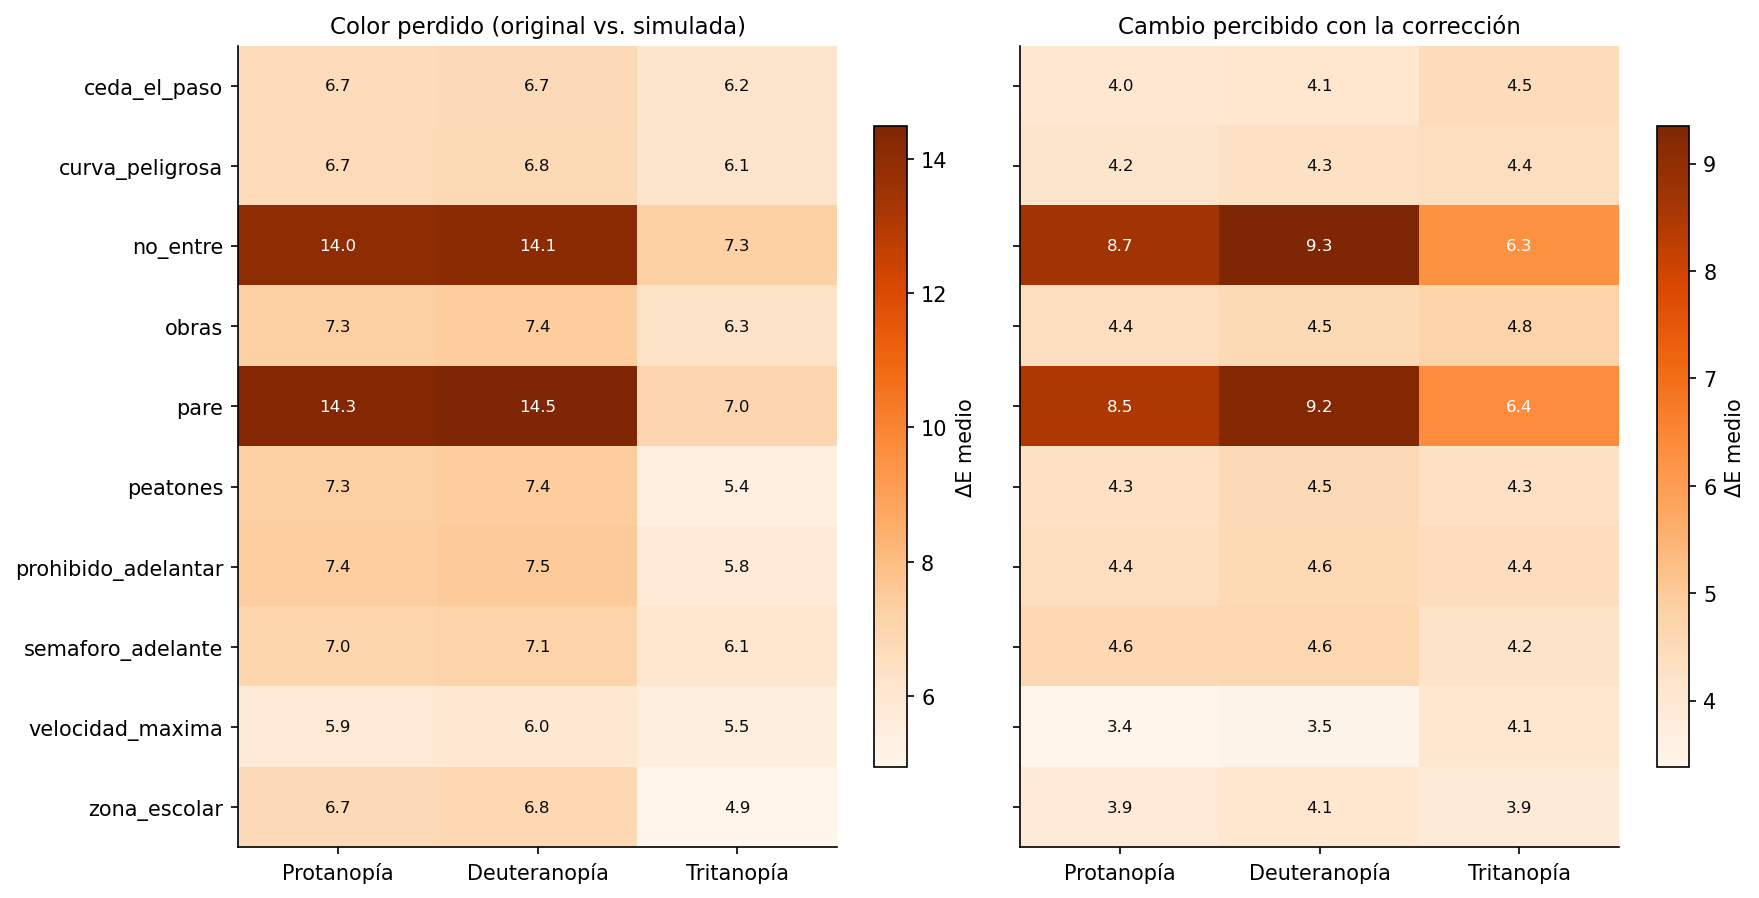 Color perdido (original vs. simulada)
Cambio percibido con la corrección
ceda_el_paso 6.7 6.7 6.2 4.0 4.1 4.5
curva_peligrosa 6.7 6.8 6.1 4.2 4.3 4.4
no_entre 14.0 14.1 7.3 8.7 9.3 6.3
obras 7.3 7.4 6.3 4.4 4.5 4.8
pare 14.3 14.5 7.0 8.5 9.2 6.4
peatones 7.3 7.4 5.4 4.3 4.5 4.3
prohibido_adelantar 7.4 7.5 5.8 4.4 4.6 4.4
semaforo_adelante 7.0 7.1 6.1 4.6 4.6 4.2
velocidad_maxima 5.9 6.0 5.5 3.4 3.5 4.1
zona_escolar 6.7 6.8 4.9 3.9 4.1 3.9
Protanopía Deuteranopía Tritanopía
14
12
10
8
6
ΔE medio
Protanopía Deuteranopía Tritanopía
9
8
7
6
5
4
ΔE medio